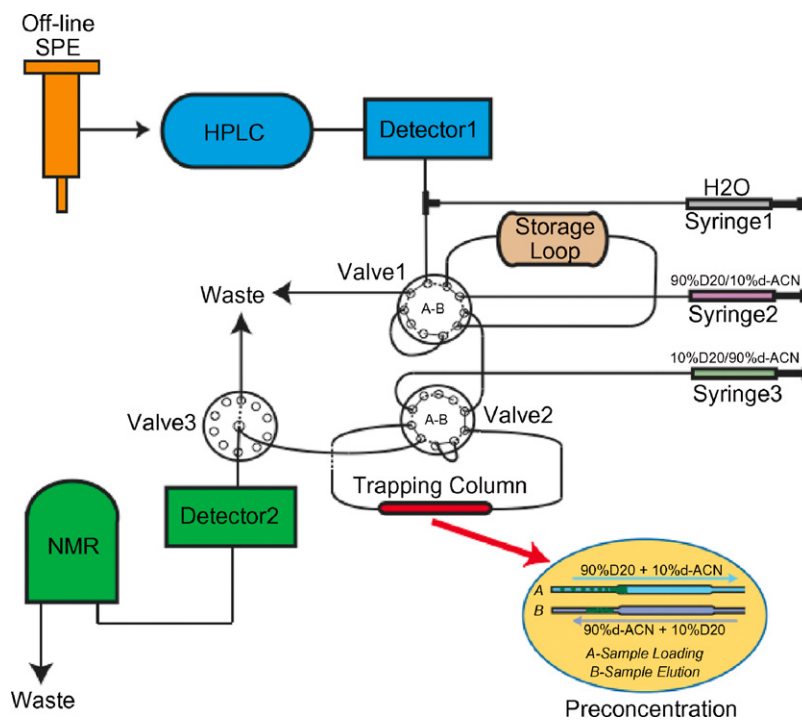 Off-line
SPE
HPLC
Detector1
H2O
Syringe1
Storage
Loop
Valve1
Waste
A-B
90%D20/10%d-ACN
Syringe2
10%D20/90%d-ACN
Syringe3
Valve3
A-B
Valve2
Trapping Column
Detector2
NMR
Waste
90%D20 + 10%d-ACN
A
B
90%d-ACN + 10%D20
A-Sample Loading
B-Sample Elution
Preconcentration